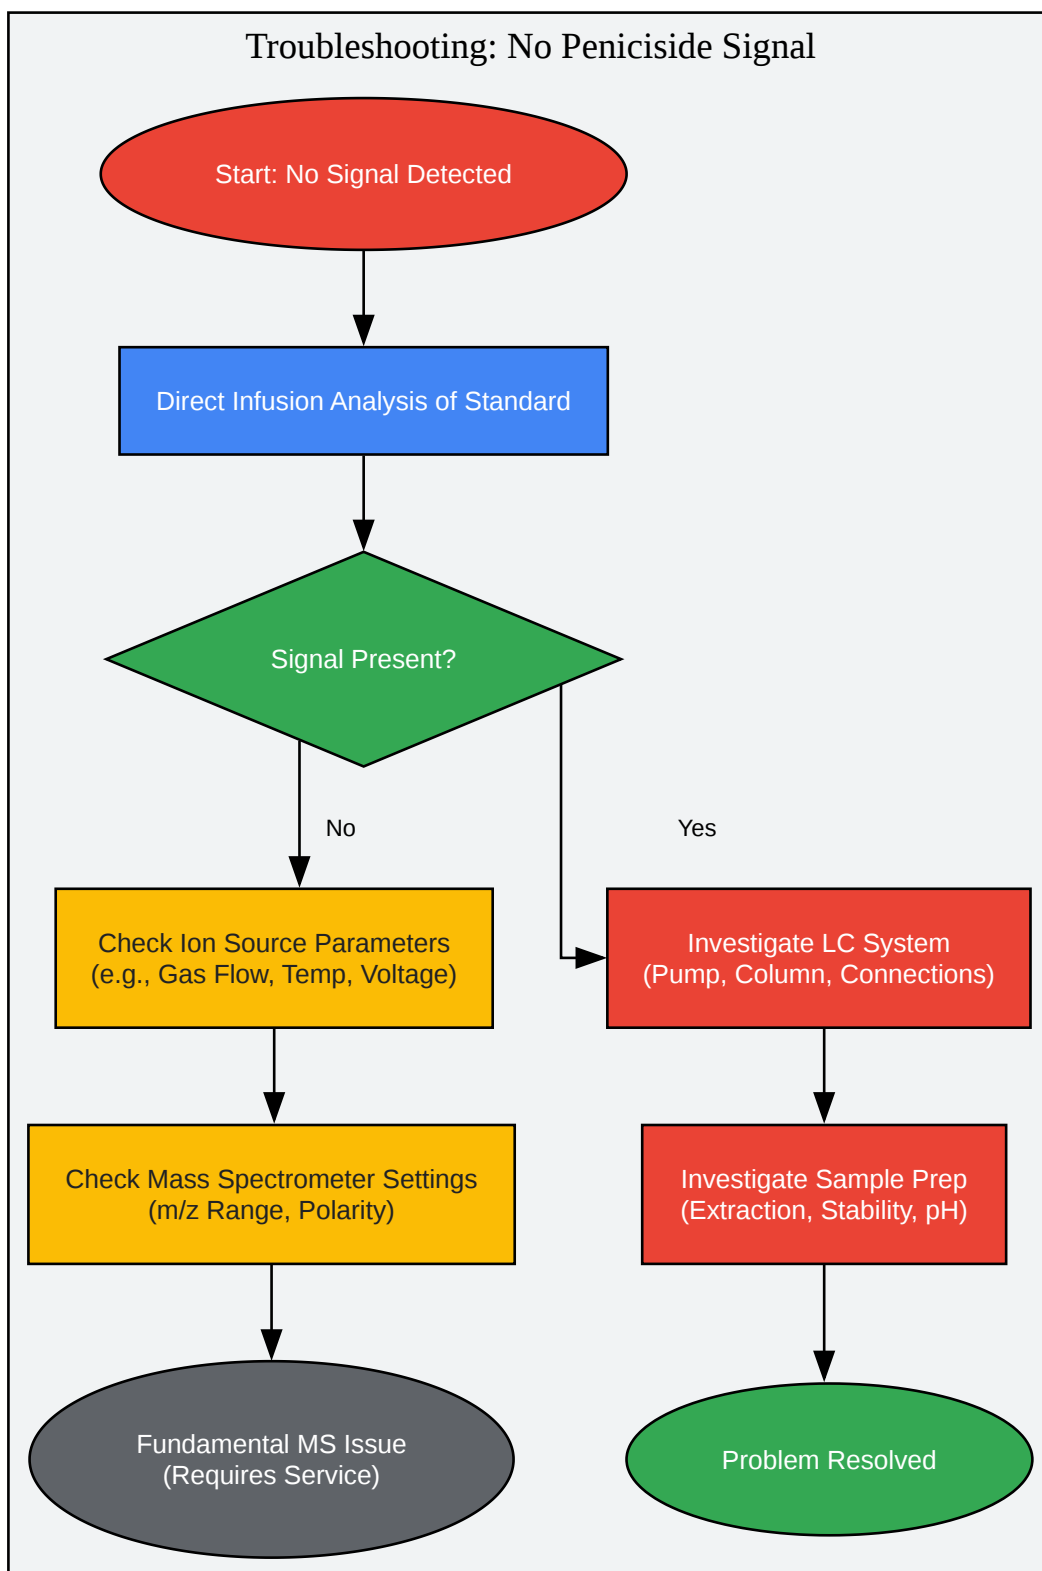 Troubleshooting: No Peniciside Signal
Start: No Signal Detected
Direct Infusion Analysis of Standard
Signal Present?
No
Yes
Check Ion Source Parameters
(e.g., Gas Flow, Temp, Voltage)
Investigate LC System
(Pump, Column, Connections)
Check Mass Spectrometer Settings
(m/z Range, Polarity)
Investigate Sample Prep
(Extraction, Stability, pH)
Fundamental MS Issue
(Requires Service)
Problem Resolved